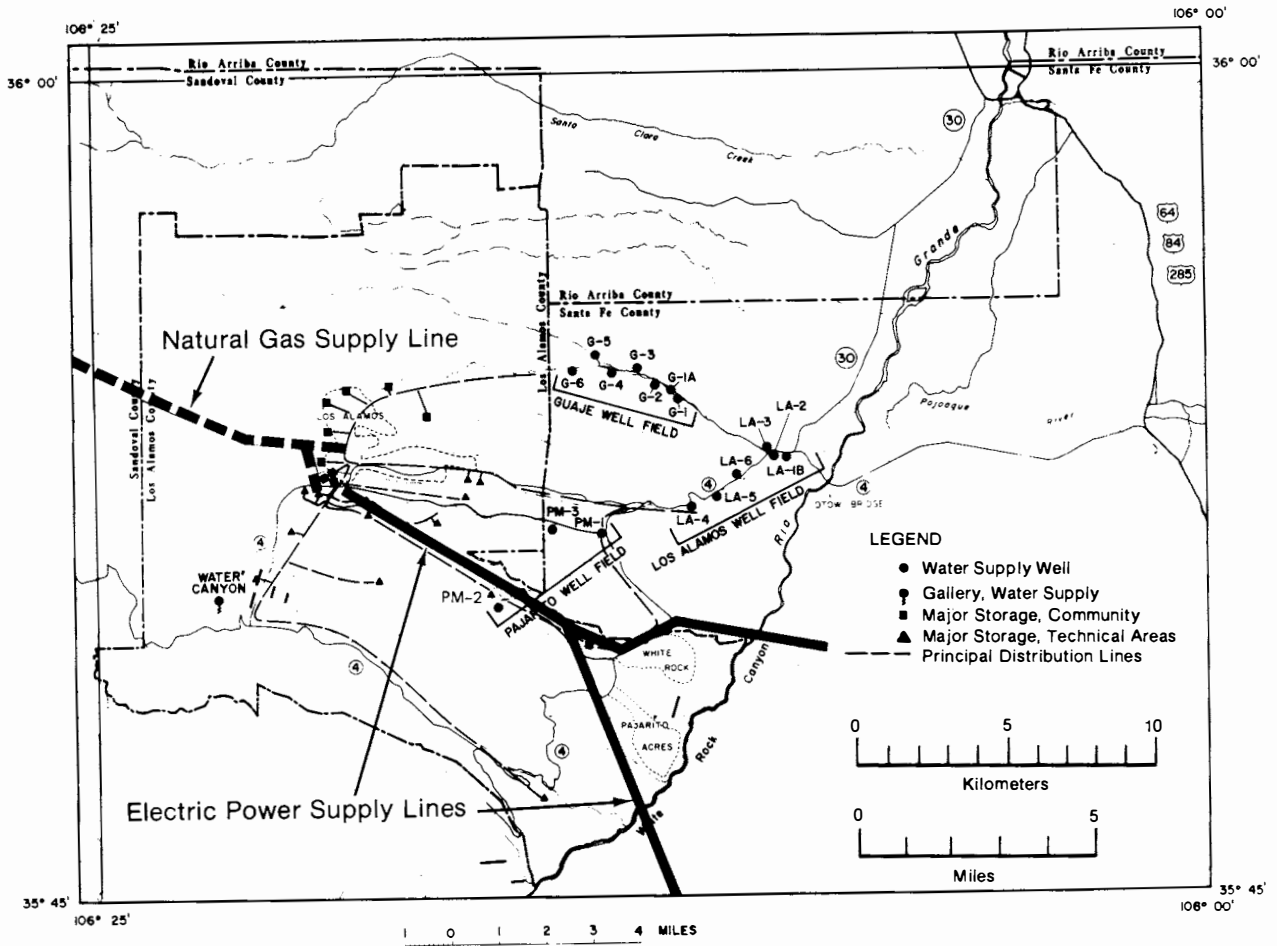 106° 25'
106° 00'
36° 00'
Rio Arriba County
Sandoval County
Rio Arriba County
Santa Fe County
36° 00'
Santa Clara Creek
30
64
84
285
Grande
Los Alamos County
Rio Arriba County
Santa Fe County
Natural Gas Supply Line
G-5
G-3
G-6
G-4
G-1A
G-2
G-1
GUAJE WELL FIELD
30
Pojoaque River
LOS ALAMOS
Sandoval County
Los Alamos County
LA-2
LA-3
LA-6
LA-1B
4
LA-5
LA-4
LOS ALAMOS WELL FIELD
4
OTOW BRIDGE
PM-3
PM-1
RIO
4
WATER CANYON
PM-2
PAJARITO WELL FIELD
LEGEND
Water Supply Well
Gallery, Water Supply
Major Storage, Community
Major Storage, Technical Areas
Principal Distribution Lines
WHITE ROCK
Canyon
4
PAJARITO ACRES
4
Rock
White
0 5 10
Kilometers
Electric Power Supply Lines
0 5
Miles
35° 45'
106° 25'
35° 45'
106° 00'
1 0 1 2 3 4 MILES